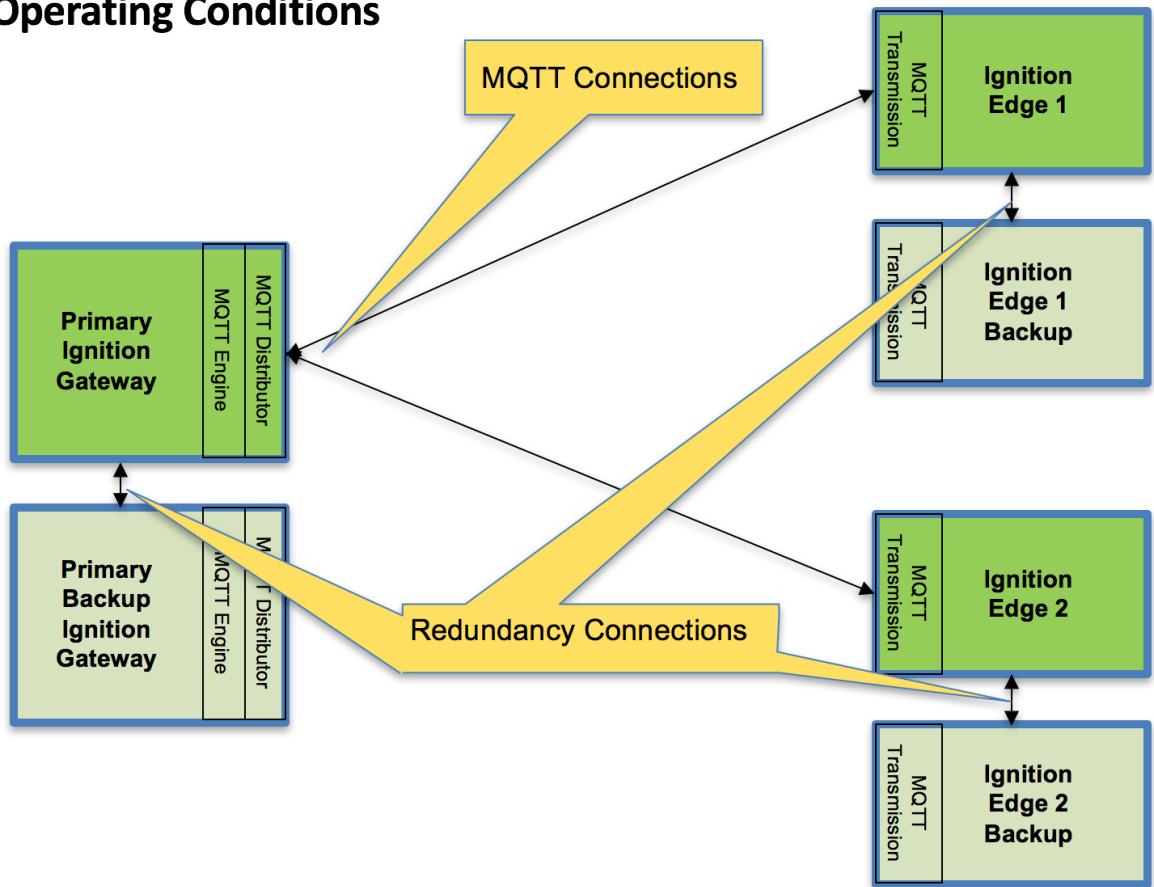 Operating Conditions
MQTT Connections
MQTT
Transmission
Ignition
Edge 1
MQTT
Transmission
Ignition
Edge 1
Backup
Primary
Ignition
Gateway
MQTT Engine
MQTT Distributor
Primary
Backup
Ignition
Gateway
MQTT Engine
Distributor
Redundancy Connections
MQTT
Transmission
Ignition
Edge 2
MQTT
Transmission
Ignition
Edge 2
Backup